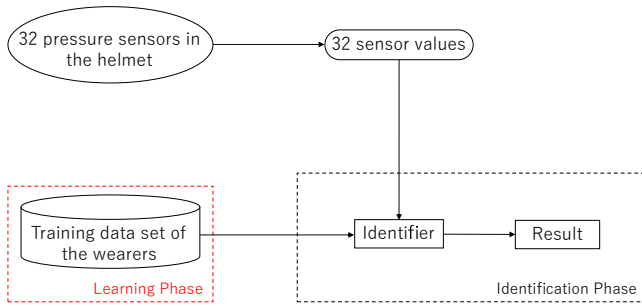 32 pressure sensors in
the helmet
32 sensor values
Training data set of
the wearers
Learning Phase
Identifier
Result
Identification Phase